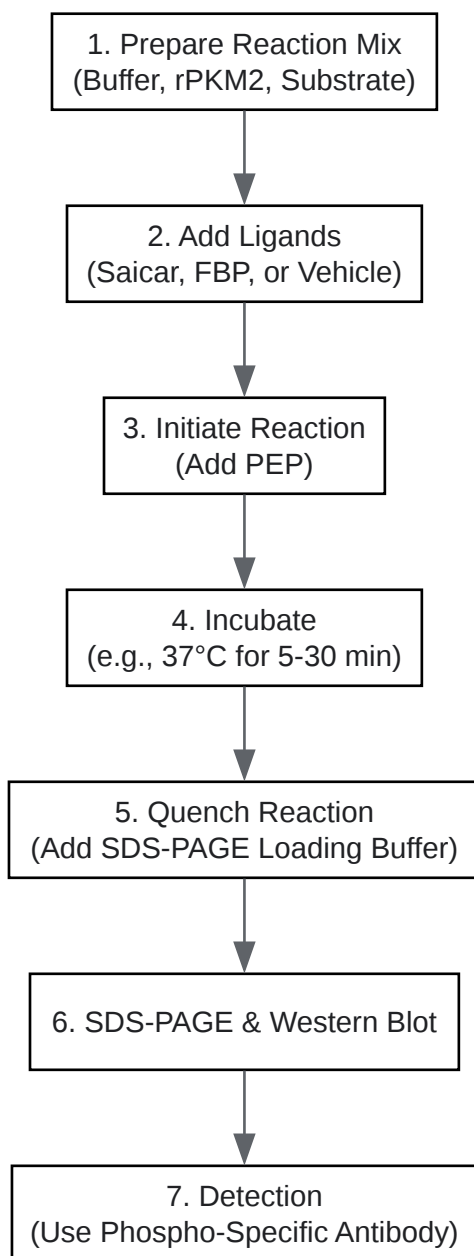 1. Prepare Reaction Mix
(Buffer, rPKM2, Substrate)
2. Add Ligands
(Saicar, FBP, or Vehicle)
3. Initiate Reaction
(Add PEP)
4. Incubate
(e.g., 37°C for 5-30 min)
5. Quench Reaction
(Add SDS-PAGE Loading Buffer)
6. SDS-PAGE & Western Blot
7. Detection
(Use Phospho-Specific Antibody)